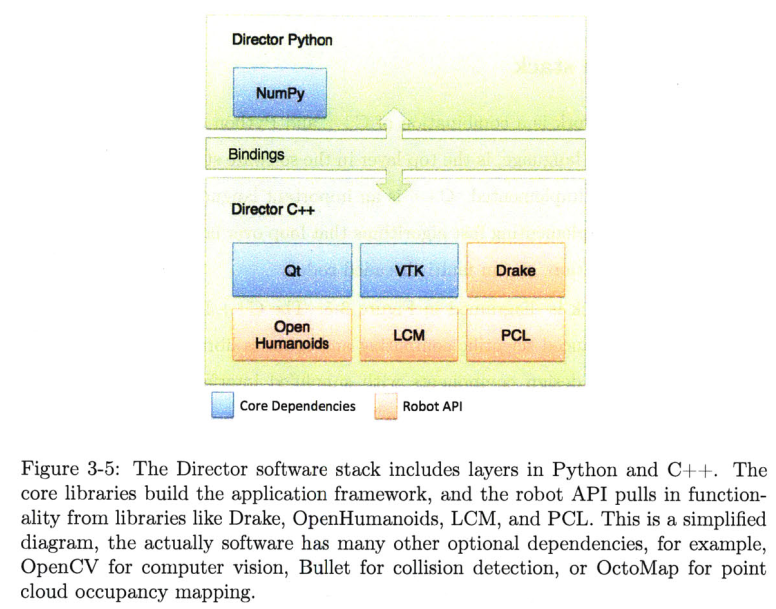 Director Python
NumPy
Bindings
Director C++
Qt
VTK
Drake
Open
Humanoids
LCM
PCL
Core Dependencies
Robot API
Figure 3-5: The Director software stack includes layers in Python and C++. The
core libraries build the application framework, and the robot API pulls in function-
ality from libraries like Drake, OpenHumanoids, LCM, and PCL. This is a simplified
diagram, the actually software has many other optional dependencies, for example,
OpenCV for computer vision, Bullet for collision detection, or OctoMap for point
cloud occupancy mapping.